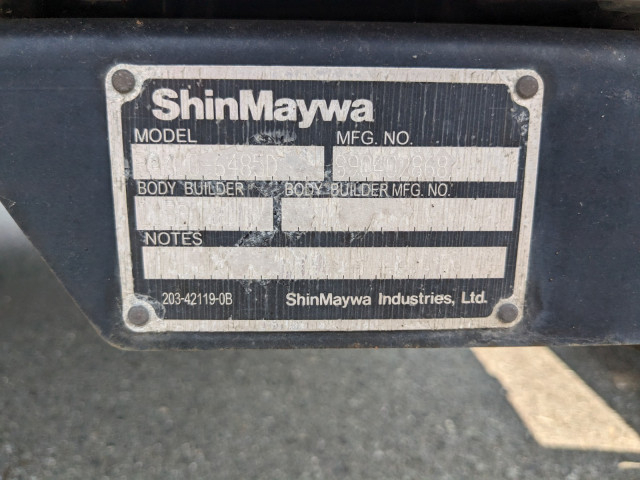 ShinMaywa
MODEL MFG. NO.
BODY BUILDER BODY BUILDER MFG. NO.
NOTES
203-42119-0B ShinMaywa Industries, Ltd.